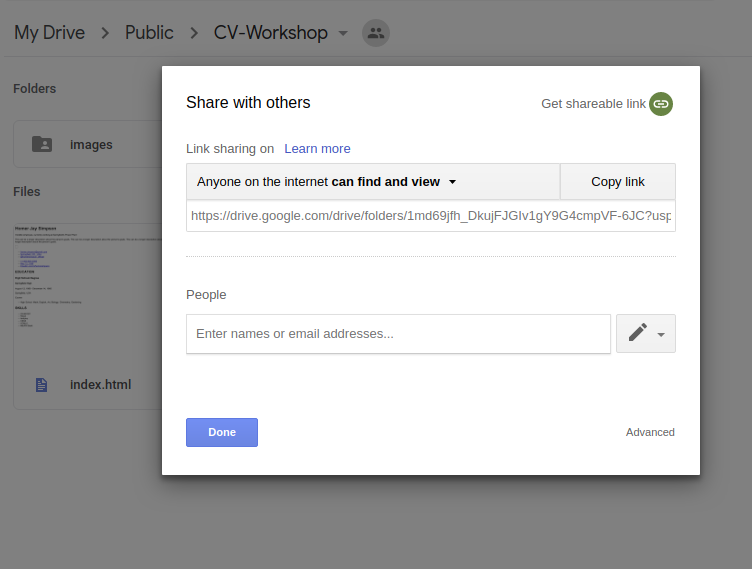 My Drive > Public > CV-Workshop
Folders
images
Files
Homer Jay Simpson
EDUCATION
SKILLS
index.html
Share with others
Get shareable link
Link sharing on Learn more
Anyone on the internet can find and view
Copy link
https://drive.google.com/drive/folders/1md69jfh_DkujFJGIv1gY9G4cmpVF-6JC?usp
People
Enter names or email addresses...
Done
Advanced